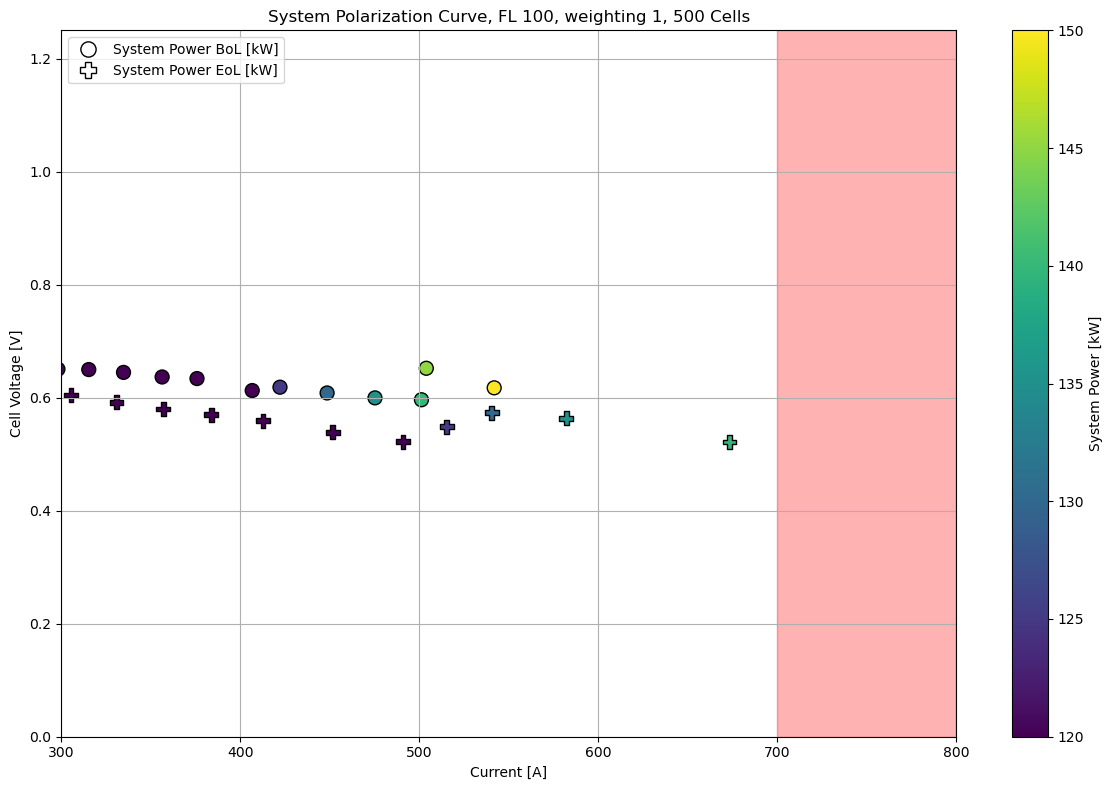 System Polarization Curve, FL 100, weighting 1, 500 Cells
System Power BoL [kW]
System Power EoL [kW]
Cell Voltage [V]
1.2
1.0
0.8
0.6
0.4
0.2
0.0
300 400 500 600 700 800
Current [A]
150
145
140
135
130
125
120
System Power [kW]